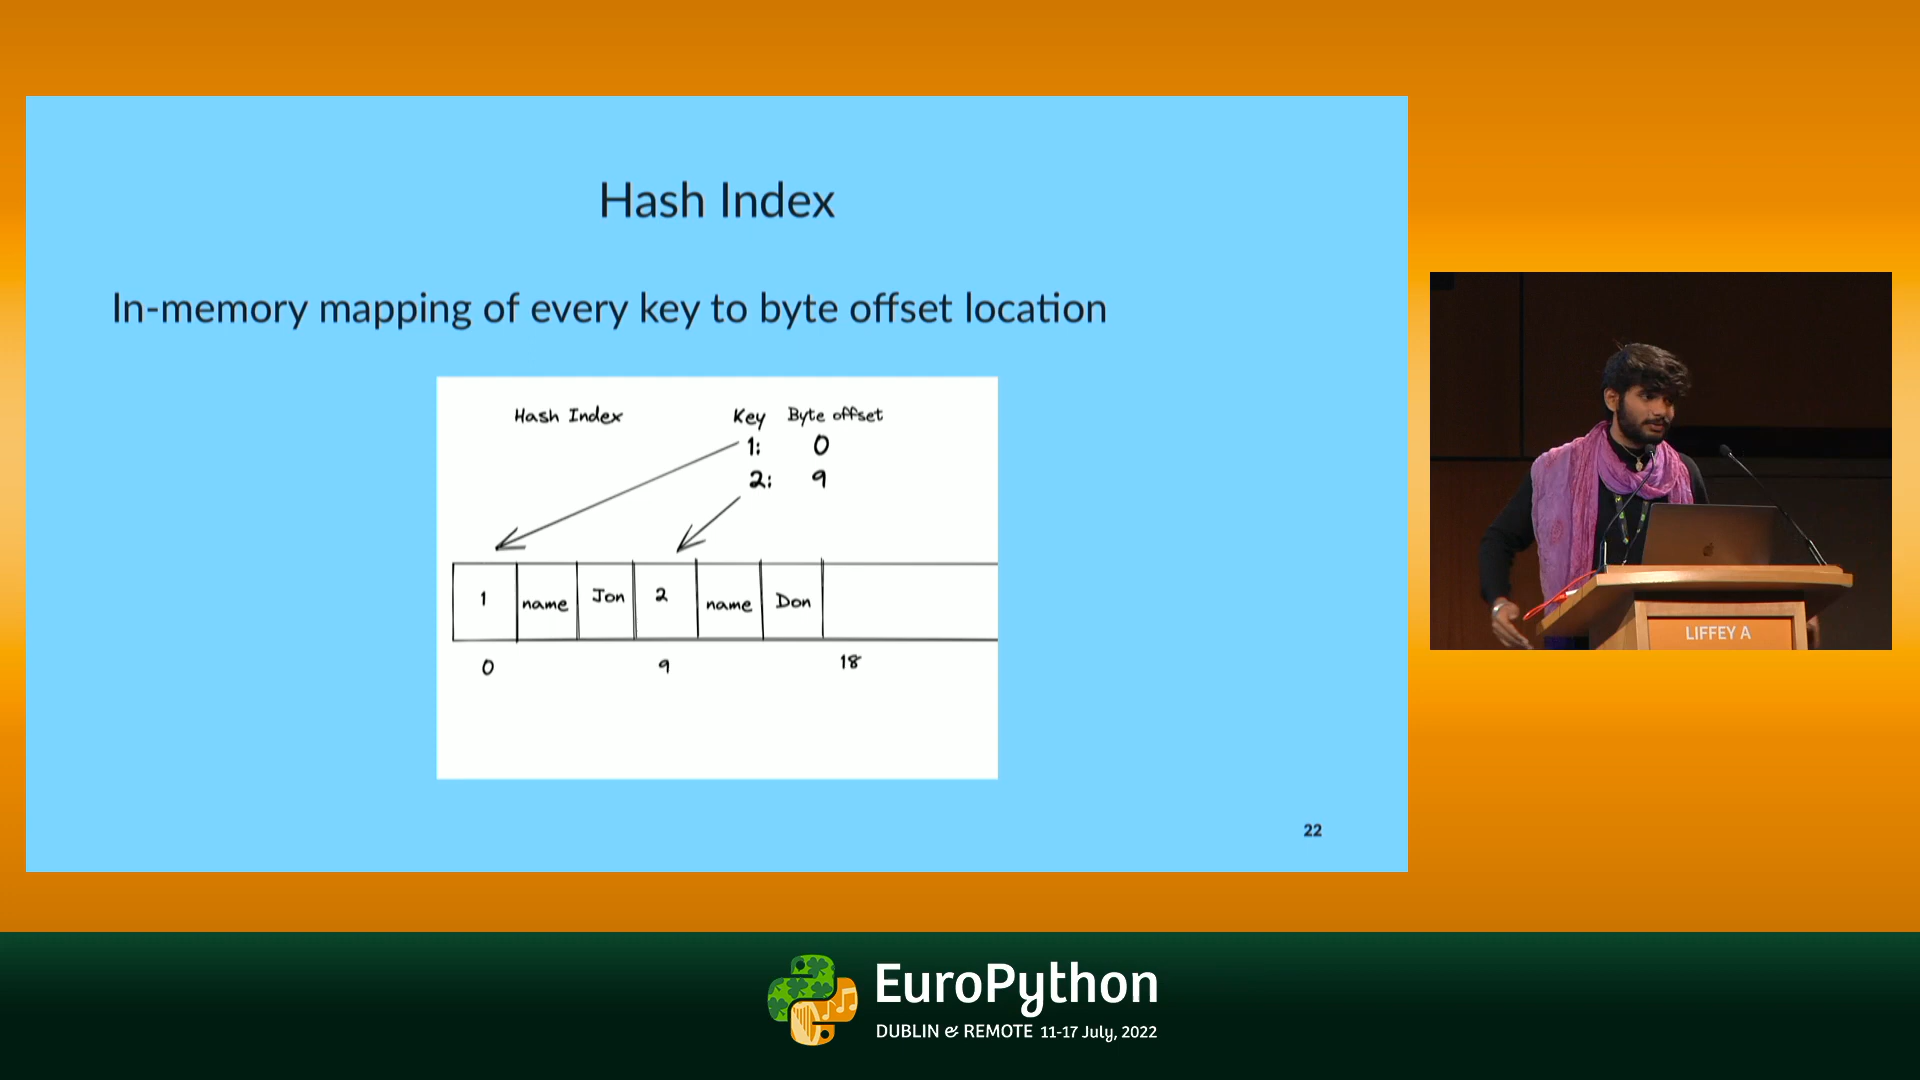 Hash Index
In-memory mapping of every key to byte offset location
Hash Index Key Byte offset
1: 0
2: 9
1 name Jon 2 name Don
0 9 18
22
LIFFEY A
EuroPython
DUBLIN & REMOTE 11-17 July, 2022